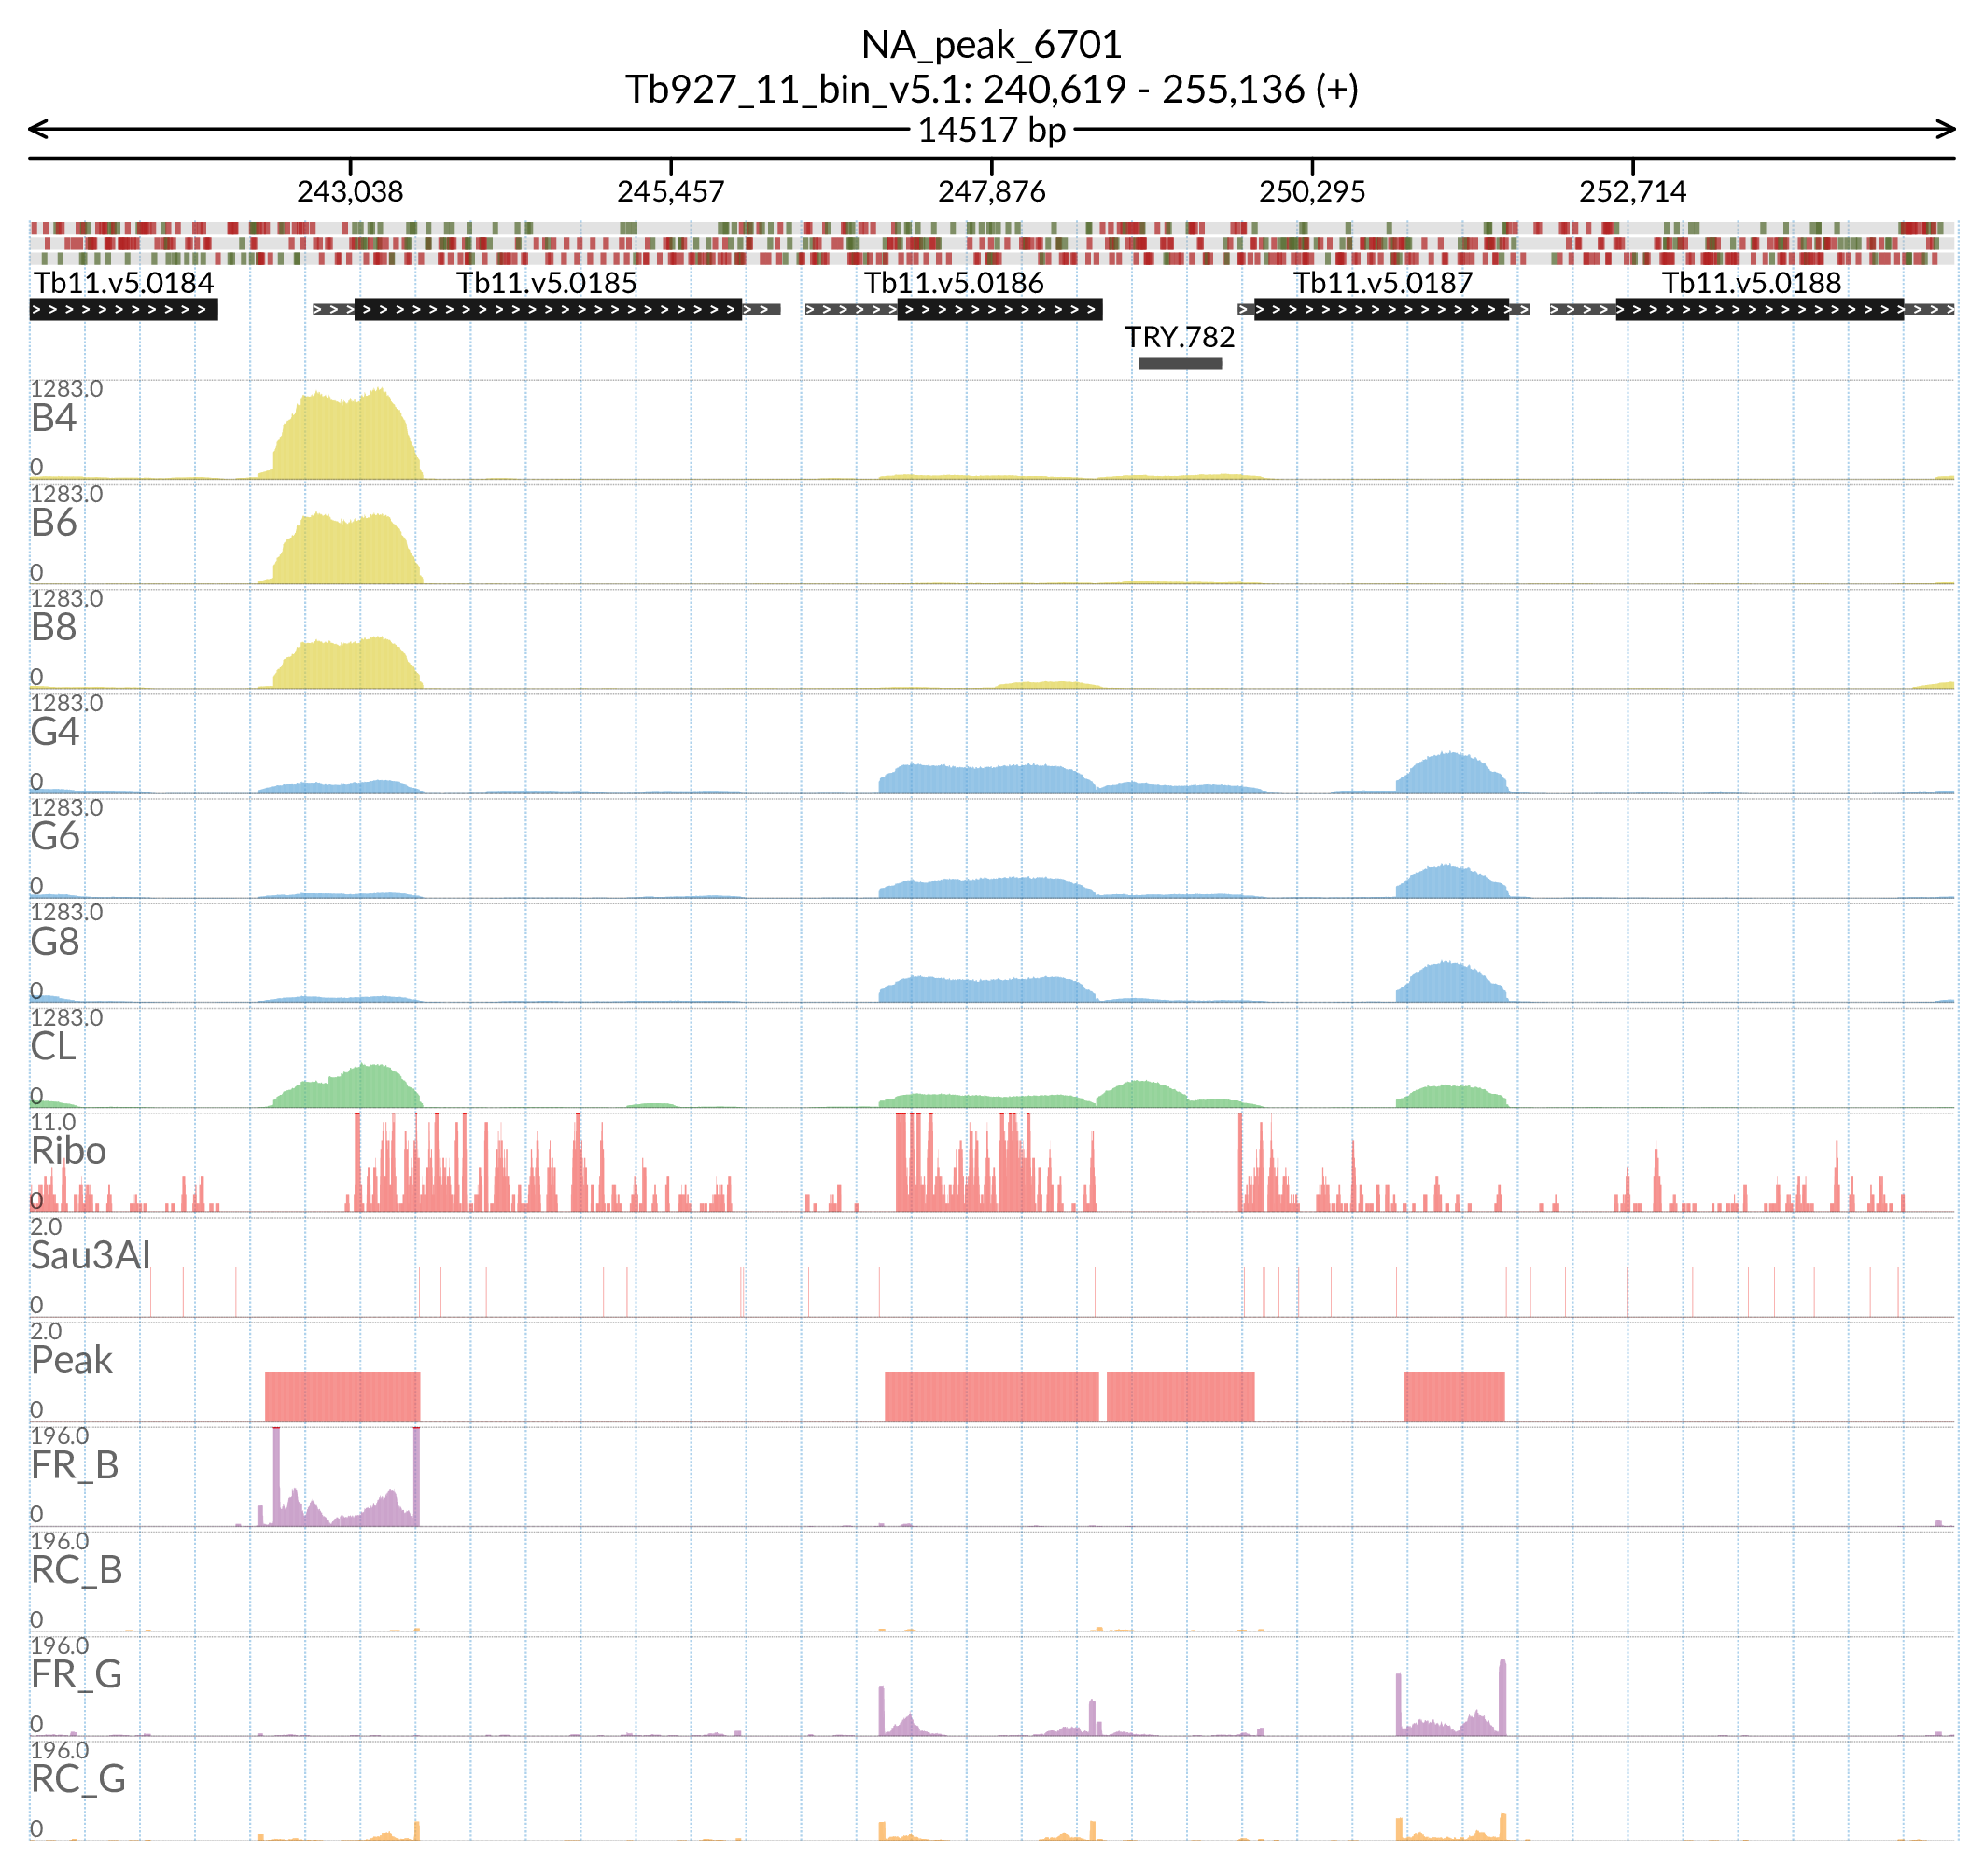 NA_peak_6701
Tb927_11_bin_v5.1: 240,619 - 255,136 (+)
14517 bp
243,038 245,457 247,876 250,295 252,714
Tb11.v5.0184 Tb11.v5.0185 Tb11.v5.0186 Tb11.v5.0187 Tb11.v5.0188
TRY.782
1283.0
B4
0
1283.0
B6
0
1283.0
B8
0
1283.0
G4
0
1283.0
G6
0
1283.0
G8
0
1283.0
CL
0
11.0
Ribo
0
2.0
Sau3AI
0
2.0
Peak
0
196.0
FR_B
0
196.0
RC_B
0
196.0
FR_G
0
196.0
RC_G
0